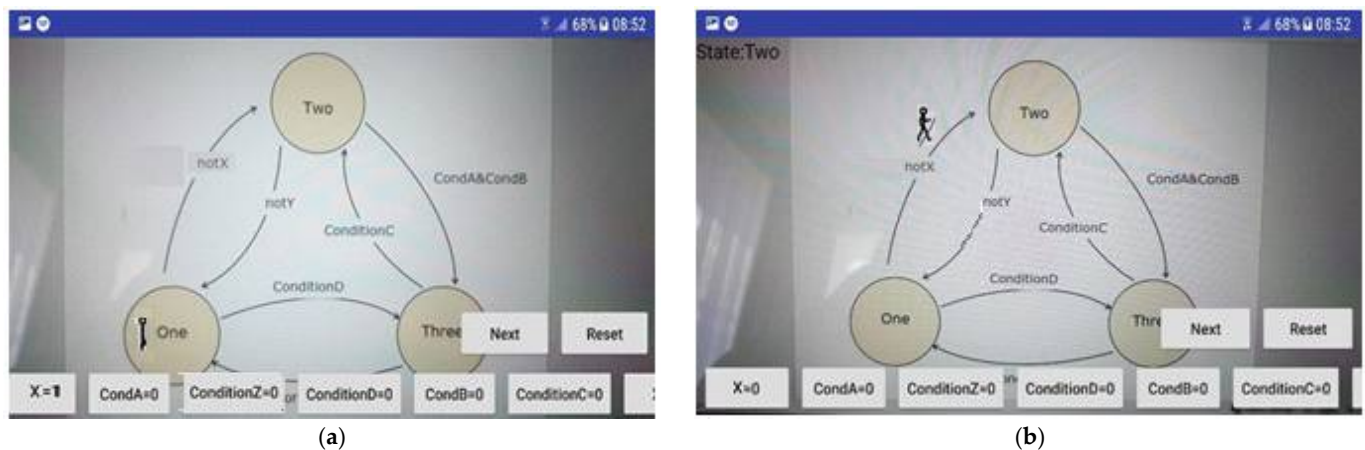 68% 08:52
Two
notX
CondA&CondB
notY
ConditionC
ConditionD
One
Three
Next
Reset
X=1
CondA=0
ConditionZ=0
ConditionD=0
CondB=0
ConditionC=0
(a)
68% 08:52
State:Two
Two
notX
CondA&CondB
notY
ConditionC
ConditionD
One
Next
Reset
X=0
CondA=0
ConditionZ=0
ConditionD=0
CondB=0
ConditionC=0
(b)